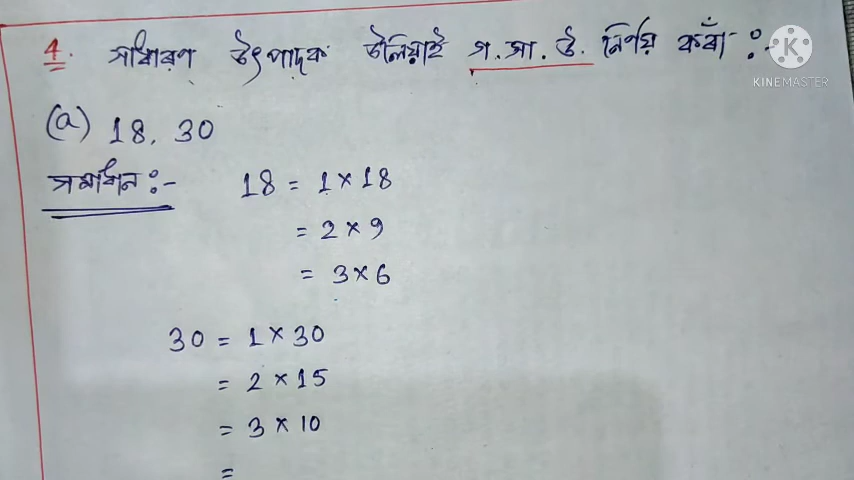 4. সাধাৰণ উৎপাদক উলিয়াই গ.সা.উ. নিৰ্ণয় কৰাঁ :-
KINEMASTER
(a) 18, 30
সমাধান :- 18 = 1 × 18
= 2 × 9
= 3 × 6
30 = 1 × 30
= 2 × 15
= 3 × 10
=